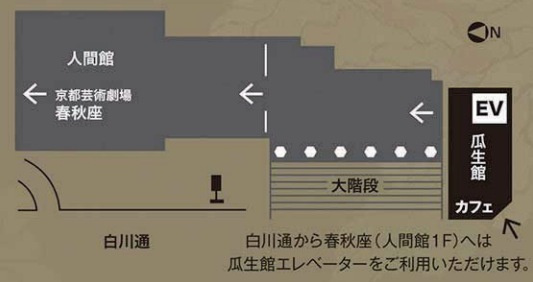 N
人間館
京都芸術劇場
春秋座
EV
瓜生館
カフェ
大階段
白川通
白川通から春秋座(人間館1F)へは
瓜生館エレベーターをご利用いただけます。